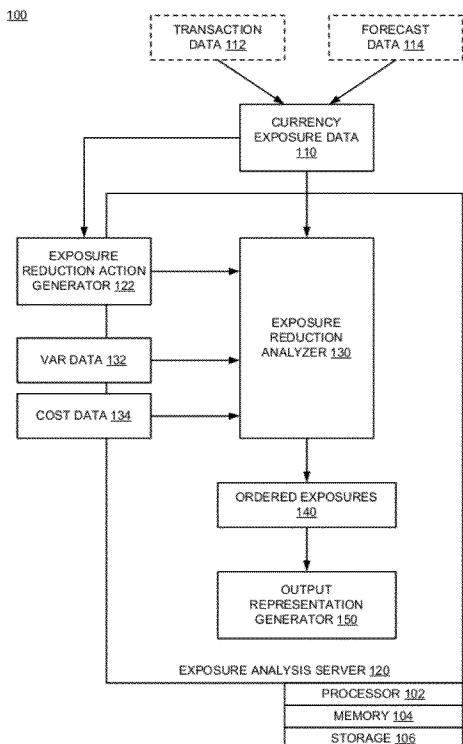 100
TRANSACTION
DATA 112
FORECAST
DATA 114
CURRENCY
EXPOSURE DATA
110
EXPOSURE
REDUCTION ACTION
GENERATOR 122
EXPOSURE
REDUCTION
ANALYZER 130
VAR DATA 132
COST DATA 134
ORDERED EXPOSURES
140
OUTPUT
REPRESENTATION
GENERATOR 150
EXPOSURE ANALYSIS SERVER 120
PROCESSOR 102
MEMORY 104
STORAGE 106